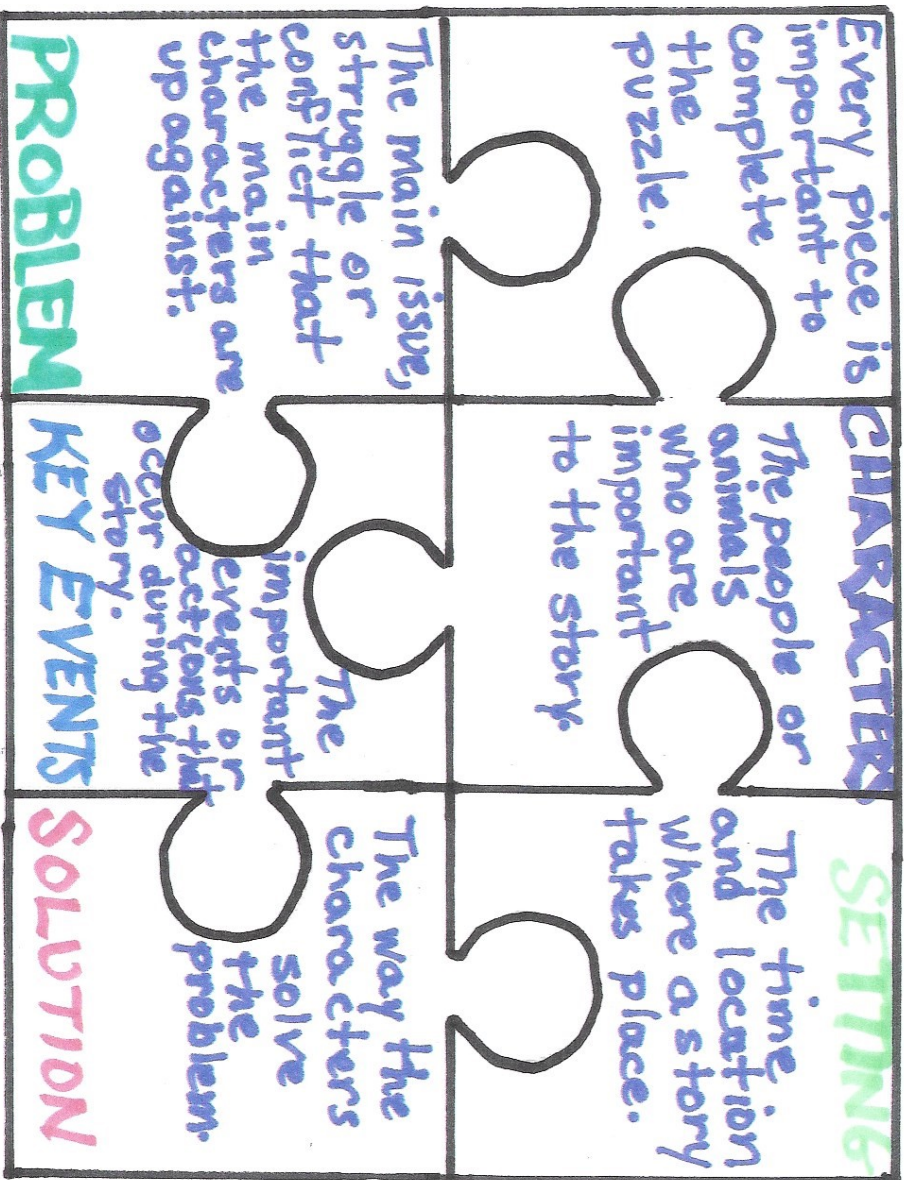 Every piece is
important to
complete
the
puzzle.
CHARACTERS
The people or
animals
who are
important
to the story.
SETTING
The time
and location
where a story
takes place.
The main issue,
struggle or
conflict that
the main
characters are
up against.
PROBLEM
The
important
events or
actions that
occur during the
story.
KEY EVENTS
The way the
characters
solve
the
problem.
SOLUTION